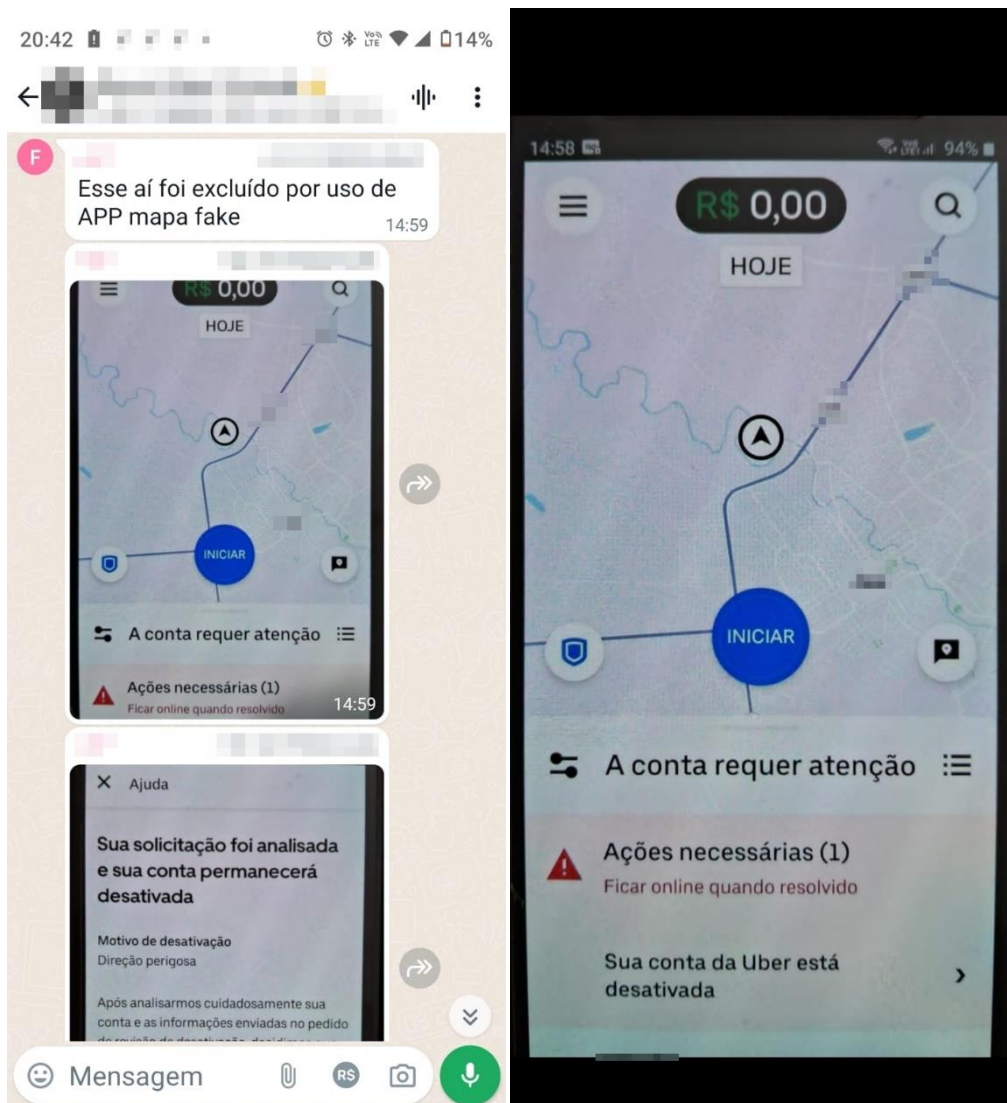 20:42
VoD LTE
14%
F
Esse aí foi excluído por uso de
APP mapa fake
14:59
R$ 0,00
HOJE
INICIAR
A conta requer atenção
Ações necessárias (1)
Ficar online quando resolvido
14:59
Ajuda
Sua solicitação foi analisada
e sua conta permanecerá
desativada
Motivo de desativação
Direção perigosa
Após analisarmos cuidadosamente sua
conta e as informações enviadas no pedido
Mensagem
R$
14:58
94%
R$ 0,00
HOJE
INICIAR
A conta requer atenção
Ações necessárias (1)
Ficar online quando resolvido
Sua conta da Uber está
desativada